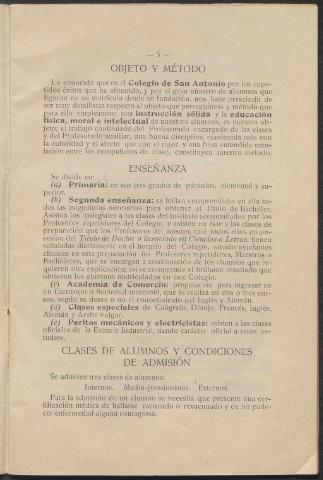 — 5 —
OBJETO Y MÉTODO
Lo conocido que es el Colegio de San Antonio por los repe-
tidos éxitos que ha obtenido, y por el gran número de alumnos que
figuran en su matrícula desde su fundación, nos hace prescindir de
ser muy detallistas respecto al objeto que perseguimos y método que
para ello empleamos: una instrucción sólida y la educación
física, moral e intelectual de nuestros alumnos, es nuestro ob-
jeto; el trabajo continuado del Profesorado encargado de las clases
y del Profesorado auxiliar, una buena disciplina, mantenida más con
la autoridad y el afecto que con el rigor, y una bien entendida emu-
lación entre los compañeros de clase, constituyen nuestro método.
ENSEÑANZA
Se divide en:
(a) Primaria: en sus tres grados de párvulos, elemental y su-
perior.
(b) Segunda enseñanza: se hallan comprendidas en ella to-
das las asignaturas necesarias para obtener el Título de Bachiller.
Asisten los colegiales a las clases del instituto acompañados por los
Profesores repetidores del Colegio, y asisten en éste a las clases de
preparación que los Profesores del mismo, casi todos ellos en po-
sesión del Título de Doctor o licenciado en Ciencias o Letras, tienen
señaladas diariamente en el horario del Colegio, siendo ayudantes
eficaces en esta preparación los Profesores repetidores, Maestros o
Bachilleres, que se encargan a continuación de los alumnos que re-
quieren otra explicación; así se comprende el brillante resultado que
obtienen los alumnos matriculados en este Colegio.
(c) Academia de Comercio: preparación para ingresar en
un Escritorio o Sociedad mercantil, que se realiza en dos o tres cur-
sos, según se desee o no el conocimiento del Inglés y Alemán.
(d) Clases especiales de Caligrafía, Dibujo, Francés, Inglés,
Alemán y Arabe vulgar.
(e) Peritos mecánicos y electricistas: asisten a las clases
oficiales de la Escuela Industrial, dando carácter oficial a estos es-
tudios.
CLASES DE ALUMNOS Y CONDICIONES
DE ADMISIÓN
Se admiten tres clases de alumnos:
Internos. Medio-pensionistas. Externos.
Para la admisión de un alumno se necesita que presente una cer-
tificación médica de hallarse vacunado o revacunado y de no pade-
cer enfermedad alguna contagiosa.